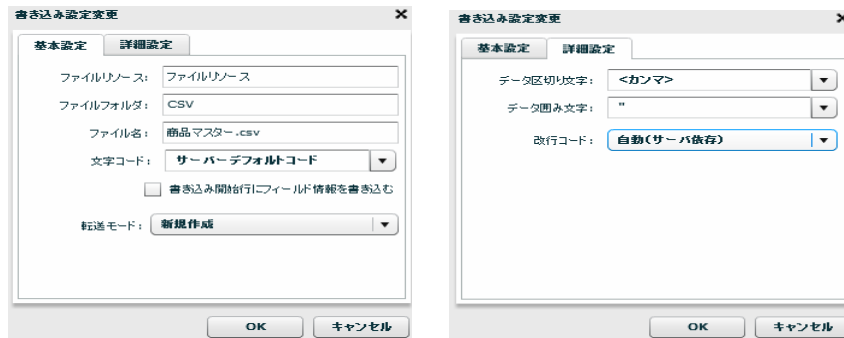 書き込み設定変更
基本設定 詳細設定
ファイルリソース: ファイルリソース
ファイルフォルダ: CSV
ファイル名: 商品マスター.csv
文字コード: サーバーデフォルトコード
書き込み開始行にフィールド情報を書き込む
転送モード: 新規作成
OK キャンセル
書き込み設定変更
基本設定 詳細設定
データ区切り文字: <カンマ>
データ囲み文字: "
改行コード: 自動(サーバ依存)
OK キャンセル